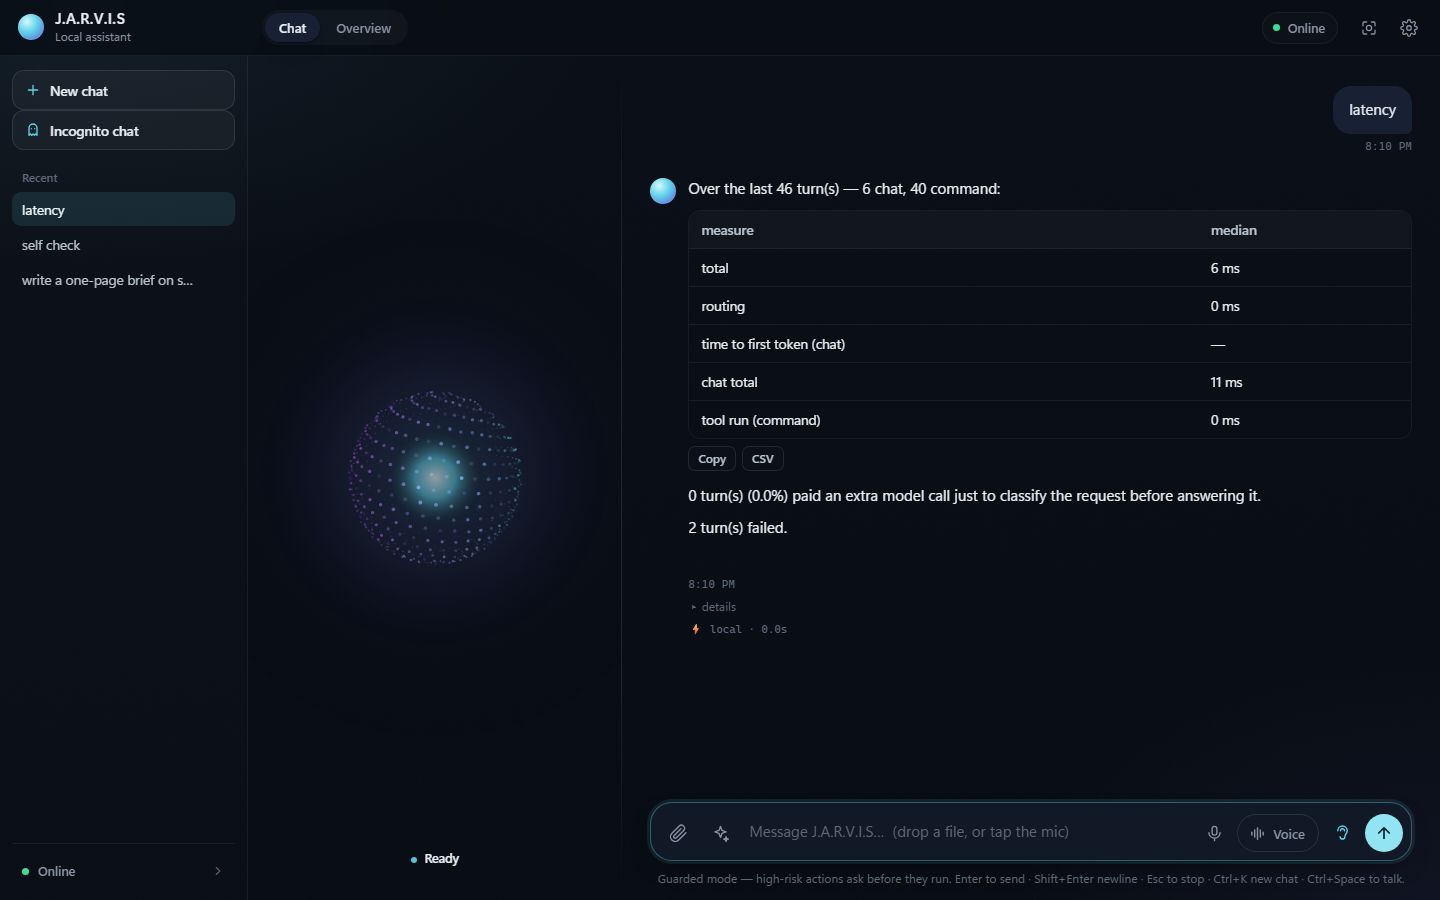 J.A.R.V.I.S
Local assistant
Chat
Overview
Online
New chat
Incognito chat
Recent
latency
self check
write a one-page brief on s...
Online
Ready
latency
8:10 PM
Over the last 46 turn(s) — 6 chat, 40 command:
measure median
total 6 ms
routing 0 ms
time to first token (chat) —
chat total 11 ms
tool run (command) 0 ms
Copy CSV
0 turn(s) (0.0%) paid an extra model call just to classify the request before answering it.
2 turn(s) failed.
8:10 PM
▸ details
local · 0.0s
Message J.A.R.V.I.S... (drop a file, or tap the mic)
Voice
Guarded mode — high-risk actions ask before they run. Enter to send · Shift+Enter newline · Esc to stop · Ctrl+K new chat · Ctrl+Space to talk.